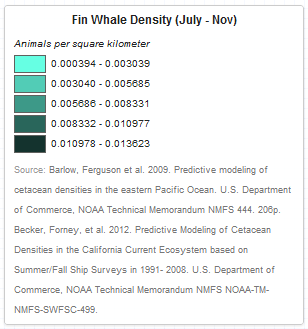 Fin Whale Density (July - Nov)
Animals per square kilometer
0.000394 - 0.003039
0.003040 - 0.005685
0.005686 - 0.008331
0.008332 - 0.010977
0.010978 - 0.013623
Source: Barlow, Ferguson et al. 2009. Predictive modeling of
cetacean densities in the eastern Pacific Ocean. U.S. Department
of Commerce, NOAA Technical Memorandum NMFS 444. 206p.
Becker, Forney, et al. 2012. Predictive Modeling of Cetacean
Densities in the California Current Ecosystem based on
Summer/Fall Ship Surveys in 1991- 2008. U.S. Department of
Commerce, NOAA Technical Memorandum NMFS NOAA-TM-
NMFS-SWFSC-499.